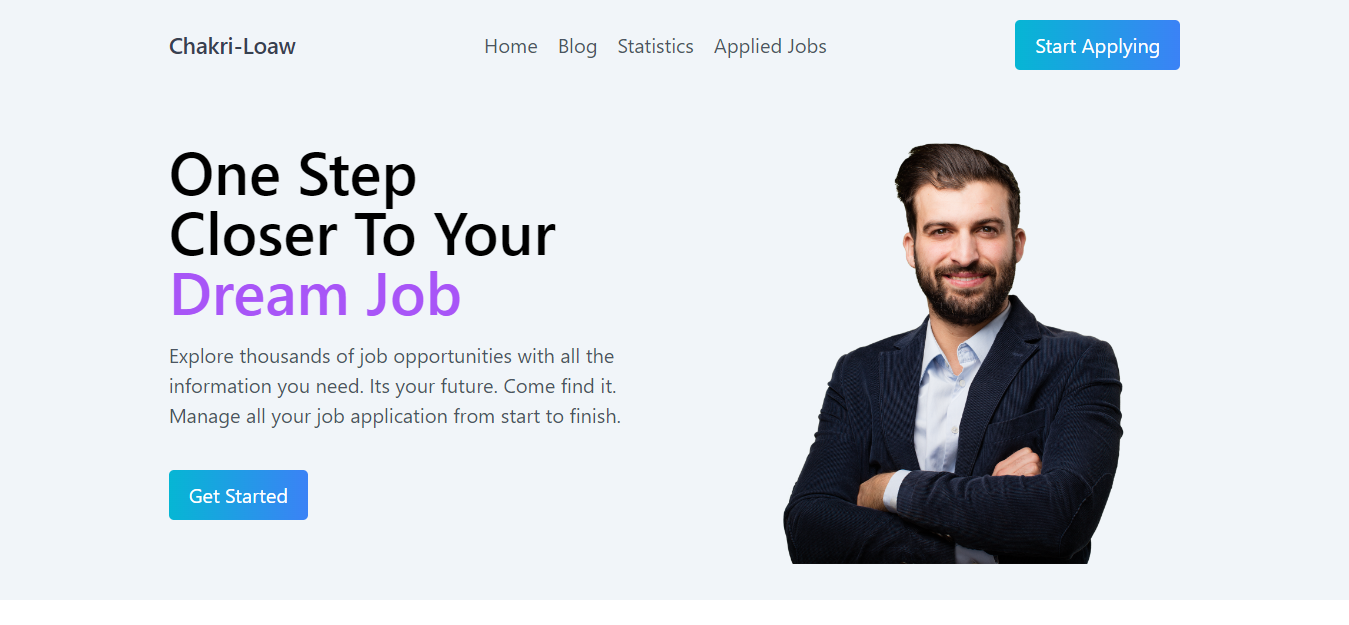 Chakri-Loaw
Home Blog Statistics Applied Jobs
Start Applying
One Step
Closer To Your
Dream Job
Explore thousands of job opportunities with all the
information you need. Its your future. Come find it.
Manage all your job application from start to finish.
Get Started